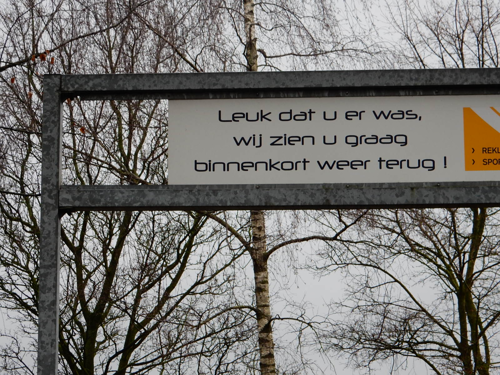 Leuk dat u er was,
wij zien u graag
binnenkort weer terug !